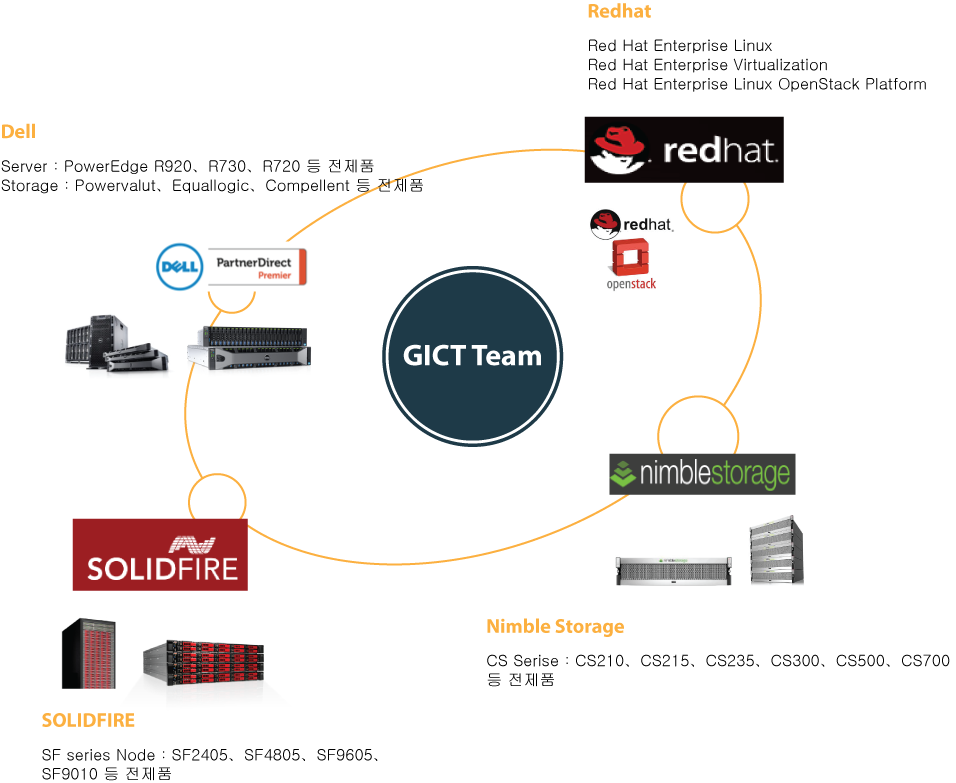 Redhat
Red Hat Enterprise Linux
Red Hat Enterprise Virtualization
Red Hat Enterprise Linux OpenStack Platform
redhat.
redhat.
openstack
Dell
Server : PowerEdge R920、R730、R720 등 전제품
Storage : Powervalut、Equallogic、Compellent 등 전제품
DELL
PartnerDirect
Premier
GICT Team
nimblestorage
nimblestorage
Nimble Storage
CS Serise : CS210、CS215、CS235、CS300、CS500、CS700
등 전제품
SOLIDFIRE
SOLIDFIRE
SF series Node : SF2405、SF4805、SF9605、
SF9010 등 전제품